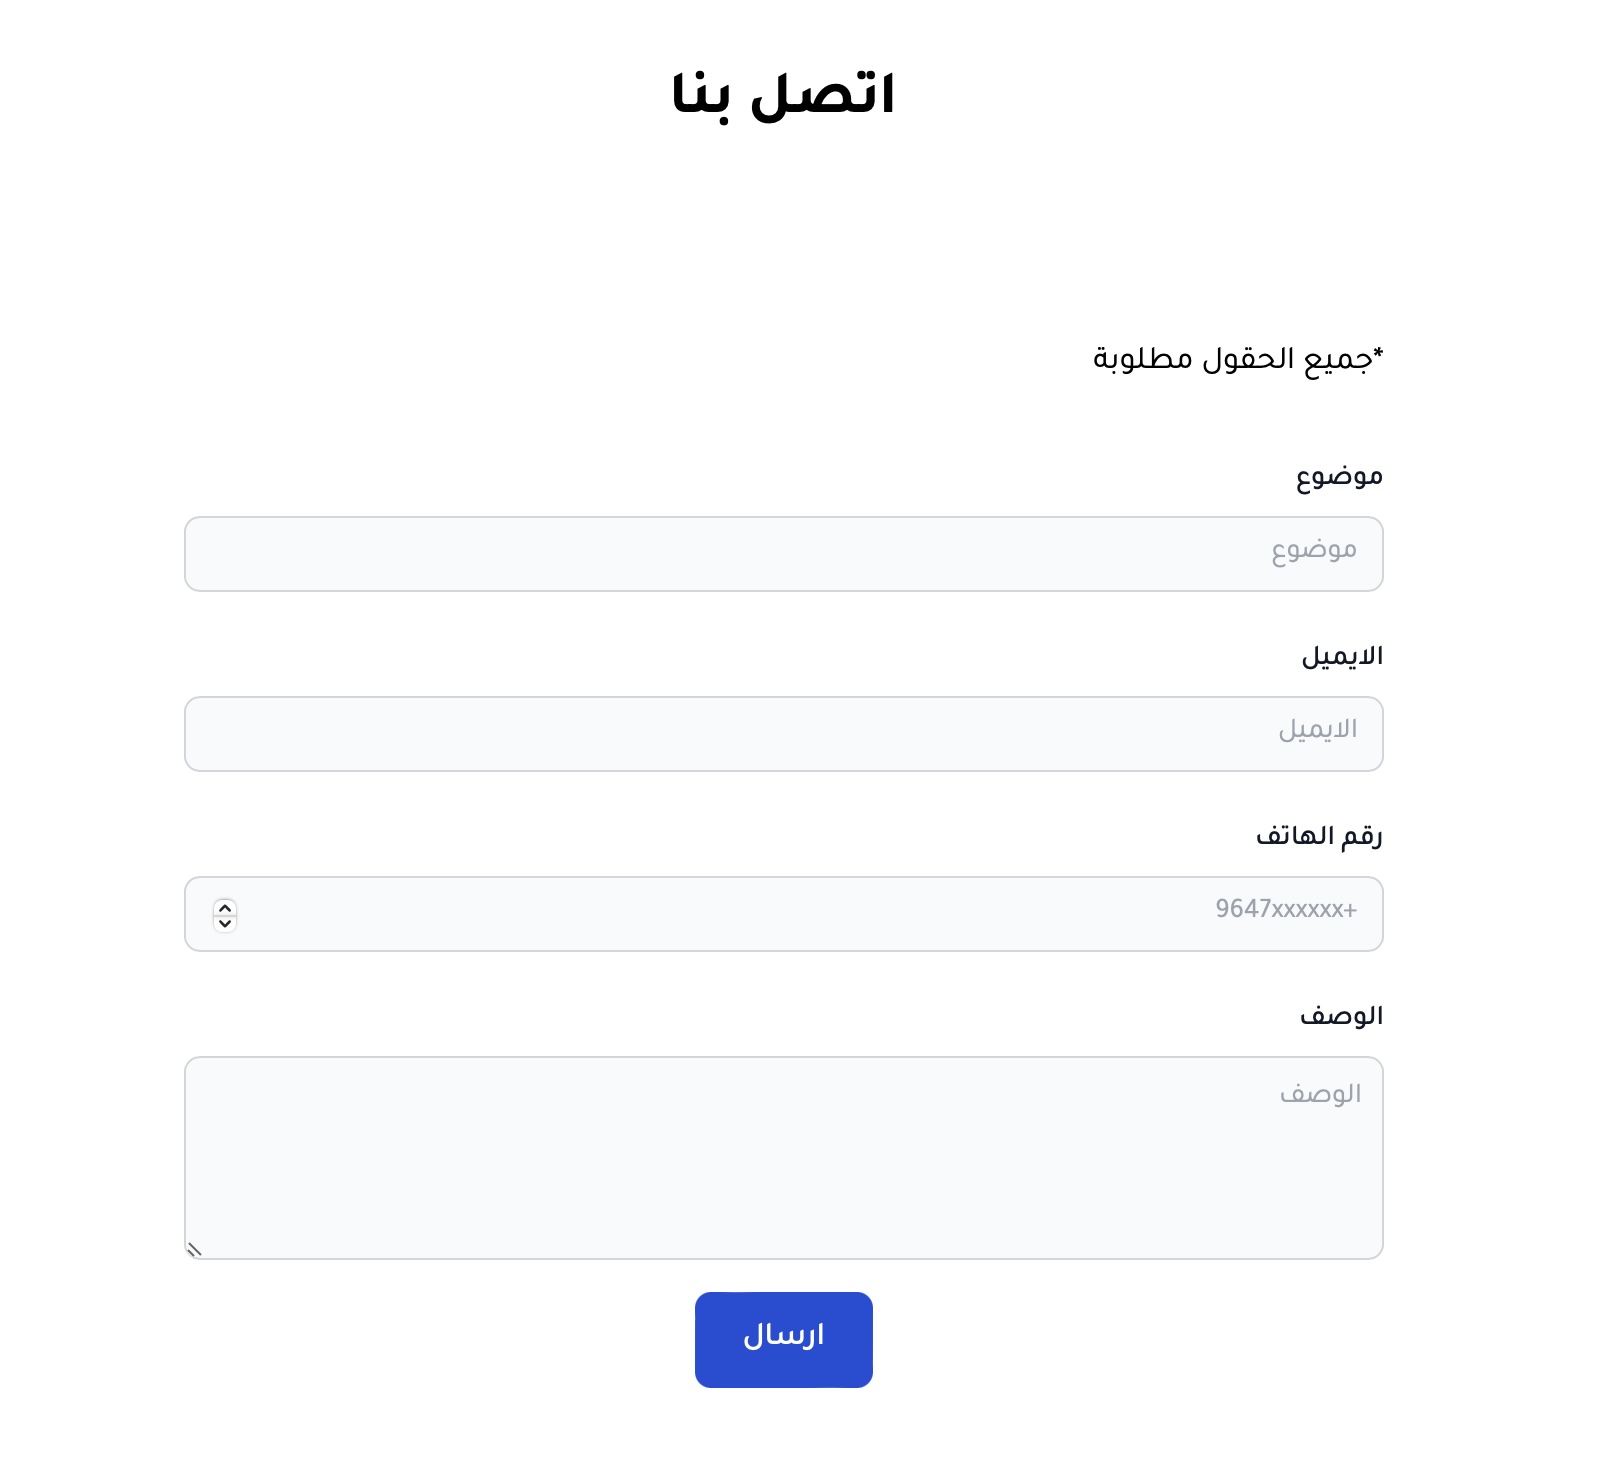 اتصل بنا
*جميع الحقول مطلوبة
موضوع
موضوع
الايميل
الايميل
رقم الهاتف
+9647xxxxxx
الوصف
الوصف
ارسال